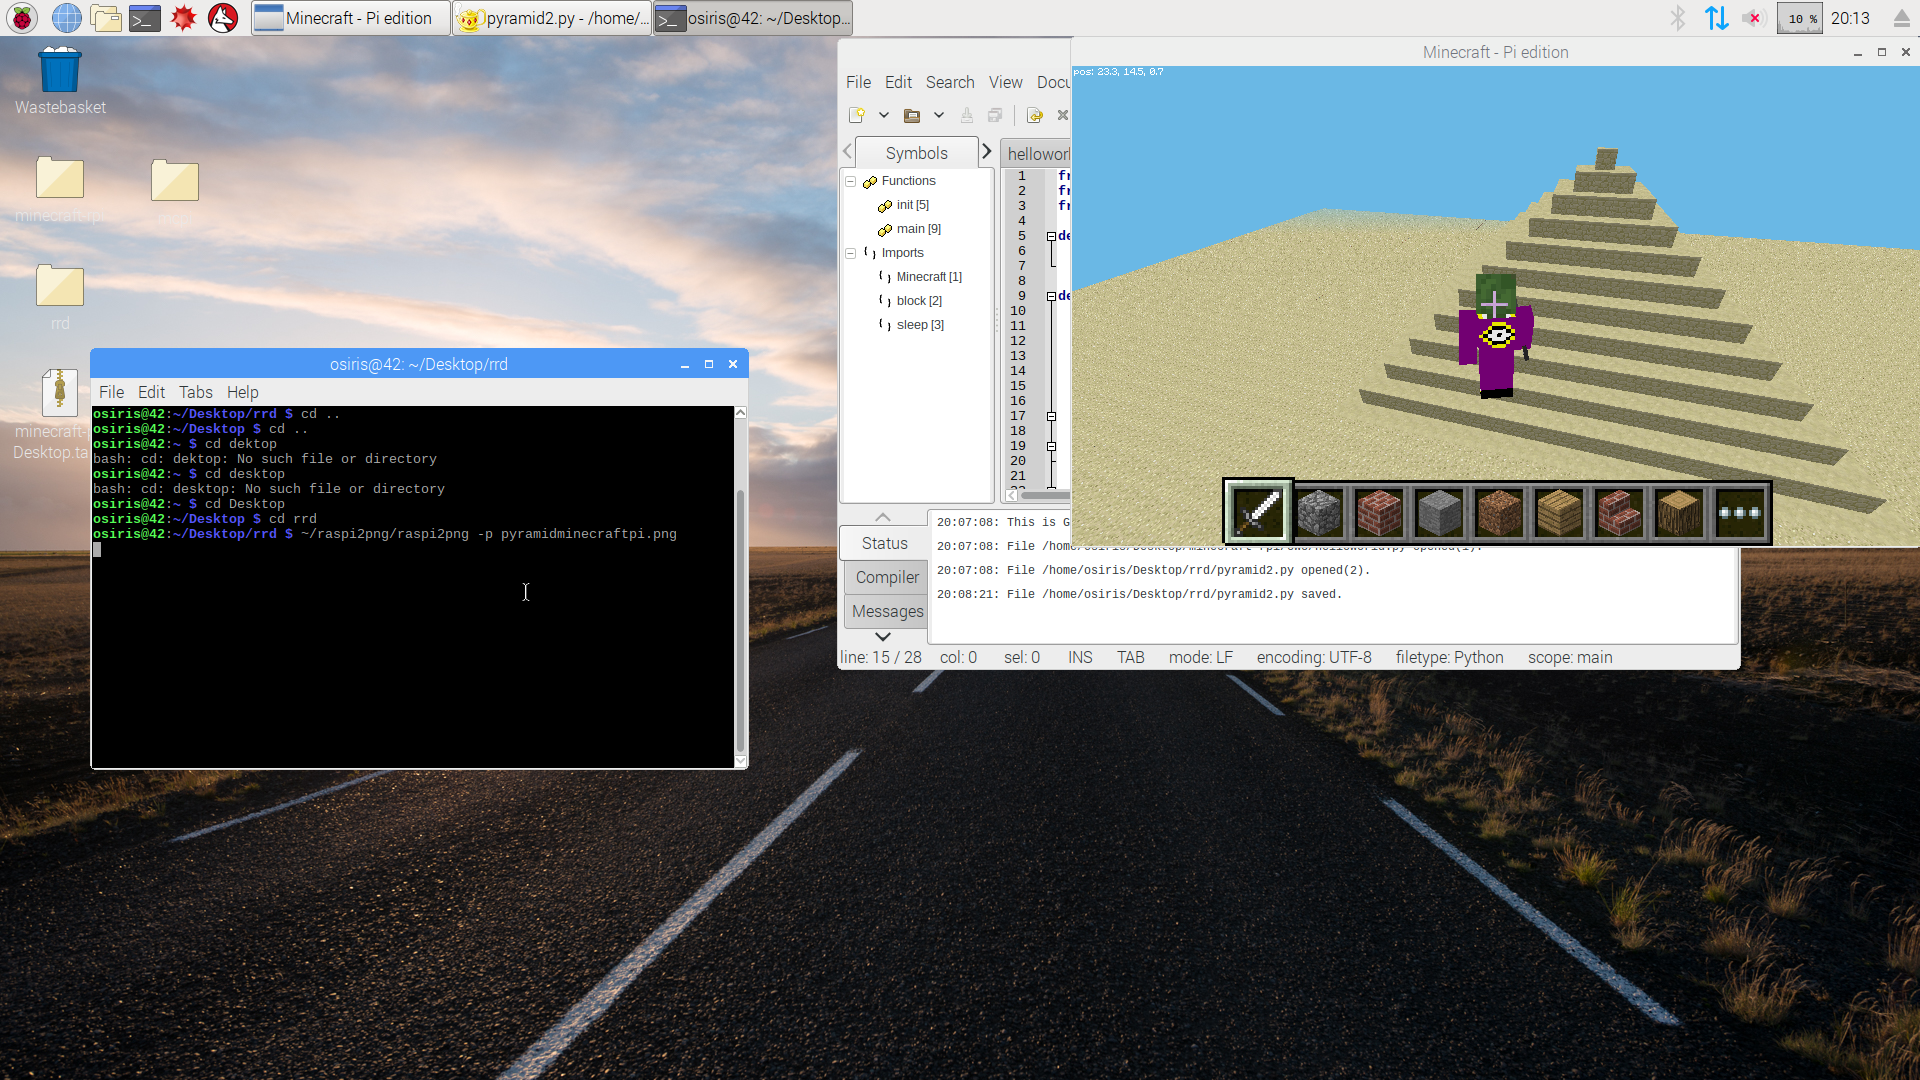 Minecraft - Pi edition
pyramid2.py - /home/...
osiris@42: ~/Desktop...
10 %
20:13
Wastebasket
rrd
Desktop.ta
osiris@42: ~/Desktop/rrd
File Edit Tabs Help
osiris@42:~/Desktop/rrd $ cd ..
osiris@42:~/Desktop $ cd ..
osiris@42:~ $ cd dektop
bash: cd: dektop: No such file or directory
osiris@42:~ $ cd desktop
bash: cd: desktop: No such file or directory
osiris@42:~ $ cd Desktop
osiris@42:~/Desktop $ cd rrd
osiris@42:~/Desktop/rrd $ ~/raspi2png/raspi2png -p pyramidminecraftpi.png
File Edit Search View Docu
Symbols
hellowor
Functions
init [5]
main [9]
Imports
Minecraft [1]
block [2]
sleep [3]
1 fr
2 fr
3 fr
4
5 de
6
7
8
9 de
10
11
12
13
14
15
16
17
18
19
20
21
Status
Compiler
Messages
20:07:08: This is G
20:07:08: File /home/osiris/Desktop/minecraft-rpi/swc/helloworld.py opened(1).
20:07:08: File /home/osiris/Desktop/rrd/pyramid2.py opened(2).
20:08:21: File /home/osiris/Desktop/rrd/pyramid2.py saved.
line: 15 / 28 col: 0 sel: 0 INS TAB mode: LF encoding: UTF-8 filetype: Python scope: main
Minecraft - Pi edition
pos: 23.3, 14.5, 0.7